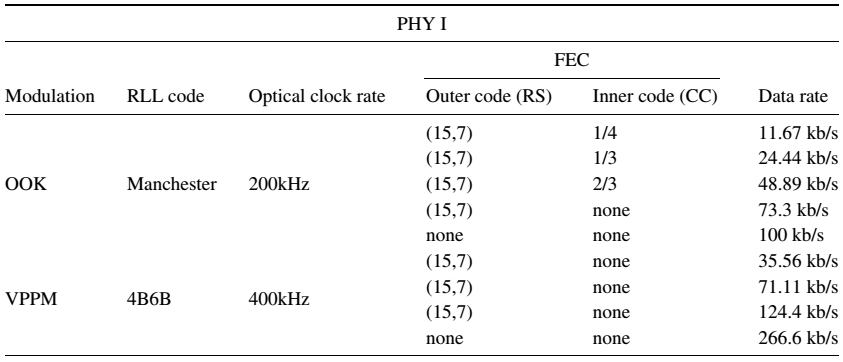 PHY I
FEC
Modulation RLL code Optical clock rate Outer code (RS) Inner code (CC) Data rate
(15,7) 1/4 11.67 kb/s
(15,7) 1/3 24.44 kb/s
OOK Manchester 200kHz (15,7) 2/3 48.89 kb/s
(15,7) none 73.3 kb/s
none none 100 kb/s
(15,7) none 35.56 kb/s
(15,7) none 71.11 kb/s
VPPM 4B6B 400kHz
(15,7) none 124.4 kb/s
none none 266.6 kb/s